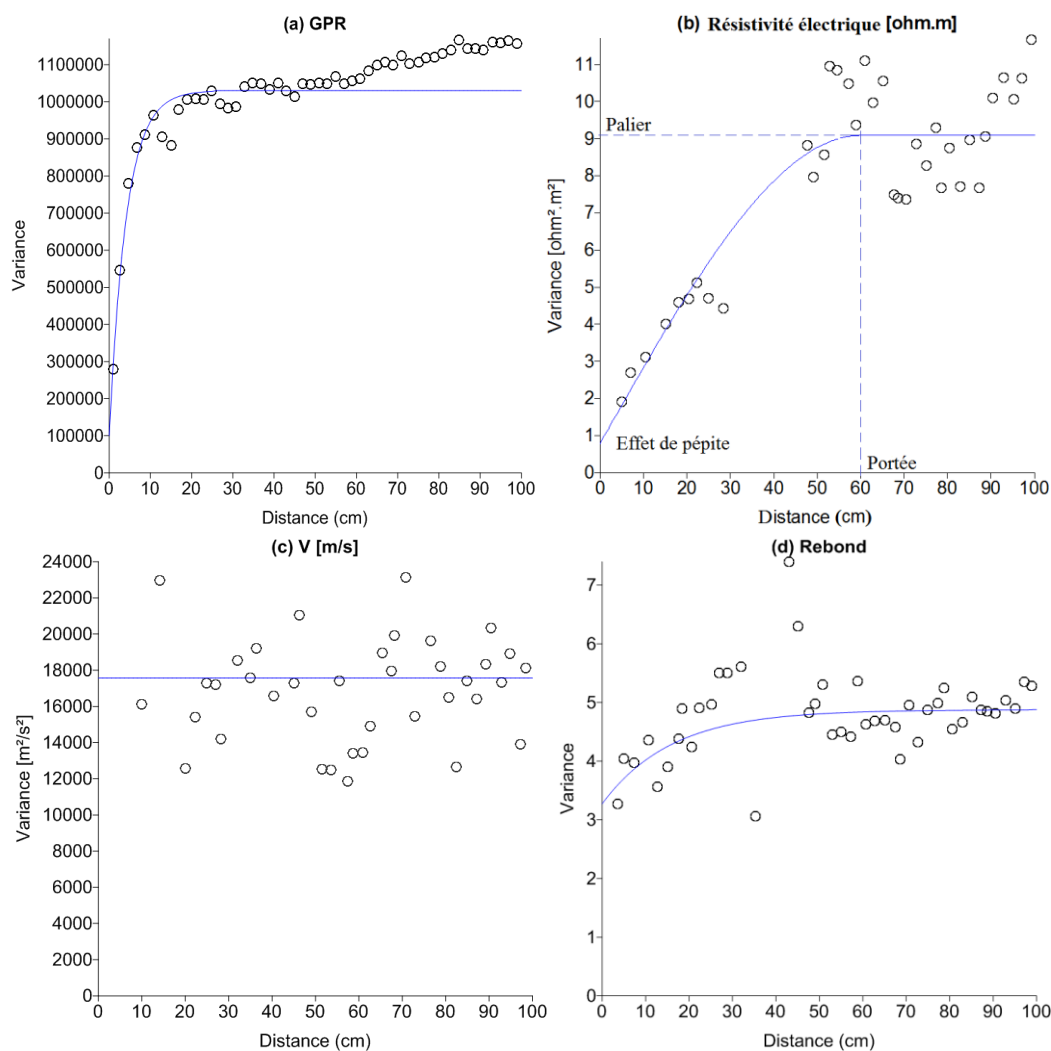 (a) GPR
1100000
1000000
900000
800000
700000
600000
500000
400000
300000
200000
100000
0
Variance
0 10 20 30 40 50 60 70 80 90 100
Distance (cm)
(b) Résistivité électrique [ohm.m]
11
10
9
8
7
6
5
4
3
2
1
0
Variance [ohm².m²]
Palier
Effet de pépite
Portée
0 10 20 30 40 50 60 70 80 90 100
Distance (cm)
(c) V [m/s]
24000
22000
20000
18000
16000
14000
12000
10000
8000
6000
4000
2000
0
Variance [m²/s²]
0 10 20 30 40 50 60 70 80 90 100
Distance (cm)
(d) Rebond
7
6
5
4
3
2
1
0
Variance
0 10 20 30 40 50 60 70 80 90 100
Distance (cm)